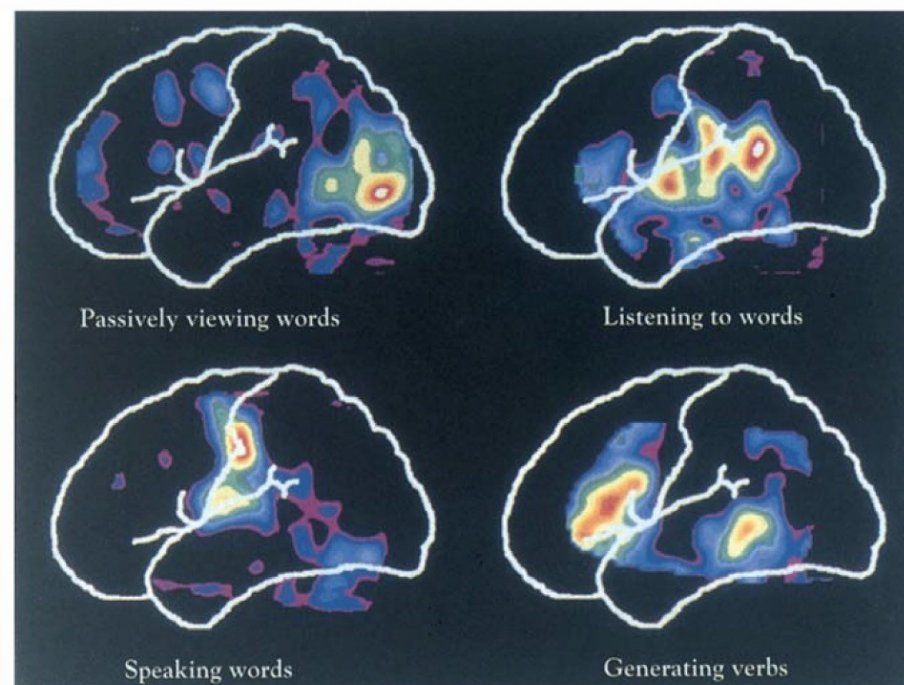 Passively viewing words
Listening to words
Speaking words
Generating verbs